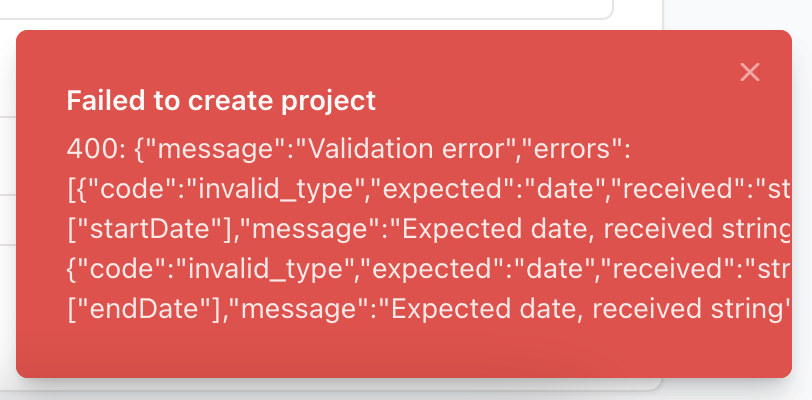 Failed to create project
400: {"message":"Validation error","errors":
[{"code":"invalid_type","expected":"date","received":"st
["startDate"],"message":"Expected date, received string
{"code":"invalid_type","expected":"date","received":"str
["endDate"],"message":"Expected date, received string"